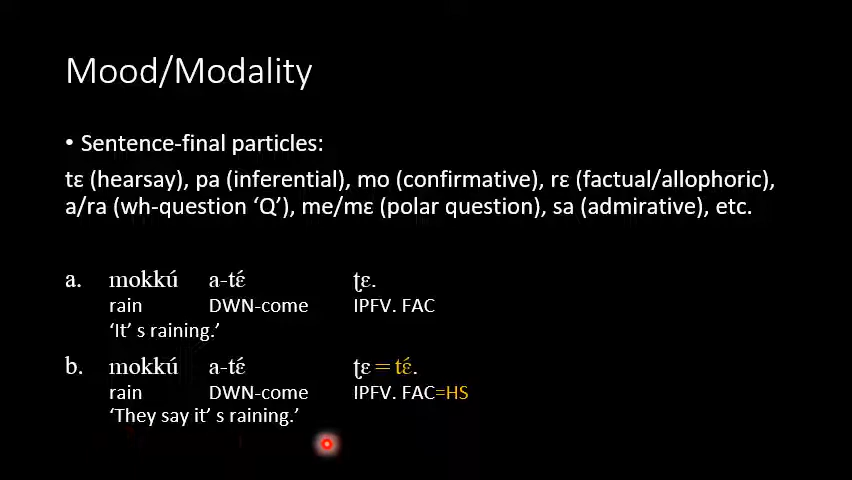 Mood/Modality
• Sentence-final particles:
tɛ (hearsay), pa (inferential), mo (confirmative), rɛ (factual/allophoric),
a/ra (wh-question ‘Q’), me/mɛ (polar question), sa (admirative), etc.
a. mokkú a-tɛ́ ʈɛ.
rain DWN-come IPFV. FAC
‘It’ s raining.’
b. mokkú a-tɛ́ ʈɛ=tɛ́.
rain DWN-come IPFV. FAC=HS
‘They say it’ s raining.’